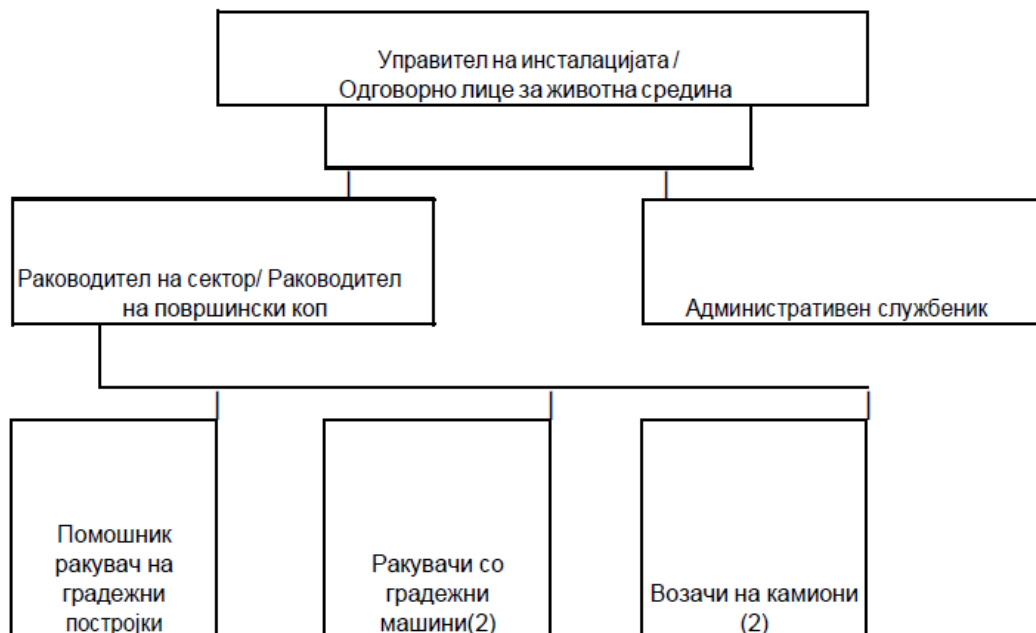 Управител на инсталацијата /
Одговорно лице за животна средина
Раководител на сектор/ Раководител
на површински коп
Административен службеник
Помошник
ракувач на
градежни
постројки
Ракувачи со
градежни
машини(2)
Возачи на камиони
(2)